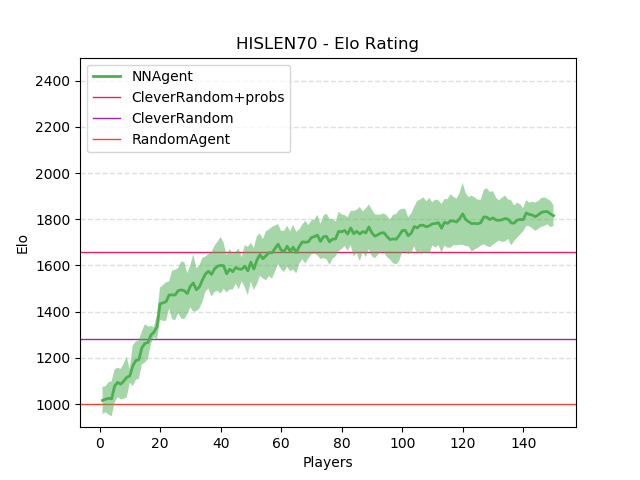 HISLEN70 - Elo Rating
NNAgent
CleverRandom+probs
CleverRandom
RandomAgent
2400
2200
2000
1800
1600
1400
1200
1000
Elo
0 20 40 60 80 100 120 140
Players